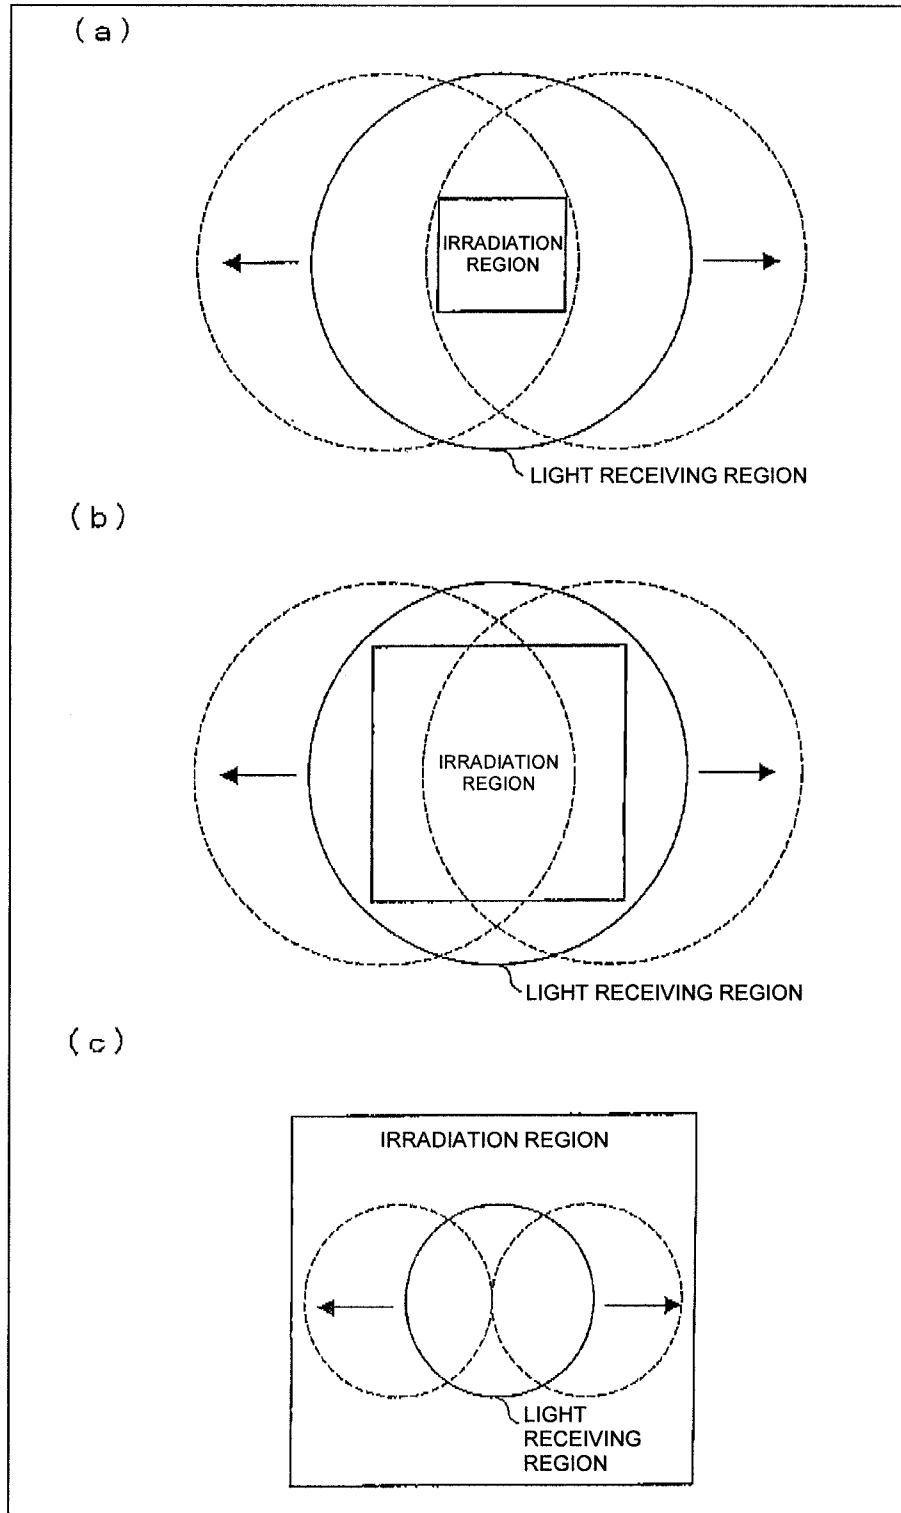 (a)
IRRADIATION
REGION
LIGHT RECEIVING REGION
(b)
IRRADIATION
REGION
LIGHT RECEIVING REGION
(c)
IRRADIATION REGION
LIGHT
RECEIVING
REGION